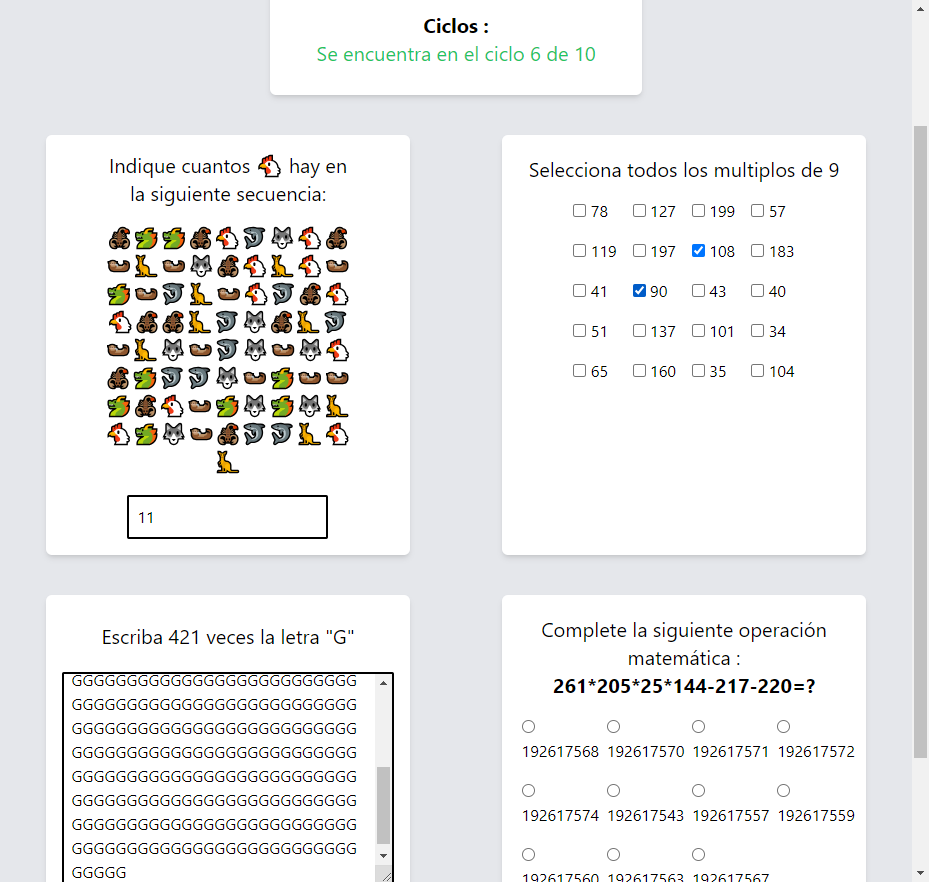 Ciclos :
Se encuentra en el ciclo 6 de 10
Indique cuantos 🐔 hay en
la siguiente secuencia:
11
Selecciona todos los multiplos de 9
78 127 199 57
119 197 108 183
41 90 43 40
51 137 101 34
65 160 35 104
Escriba 421 veces la letra "G"
GGGGGGGGGGGGGGGGGGGGGGGGGG
GGGGGGGGGGGGGGGGGGGGGGGGGG
GGGGGGGGGGGGGGGGGGGGGGGGGG
GGGGGGGGGGGGGGGGGGGGGGGGGG
GGGGGGGGGGGGGGGGGGGGGGGGGG
GGGGGGGGGGGGGGGGGGGGGGGGGG
GGGGGGGGGGGGGGGGGGGGGGGGGG
GGGGGGGGGGGGGGGGGGGGGGGGGG
GGGGG
Complete la siguiente operación
matemática :
261*205*25*144-217-220=?
192617568 192617570 192617571 192617572
192617574 192617543 192617557 192617559
192617560 192617563 192617567